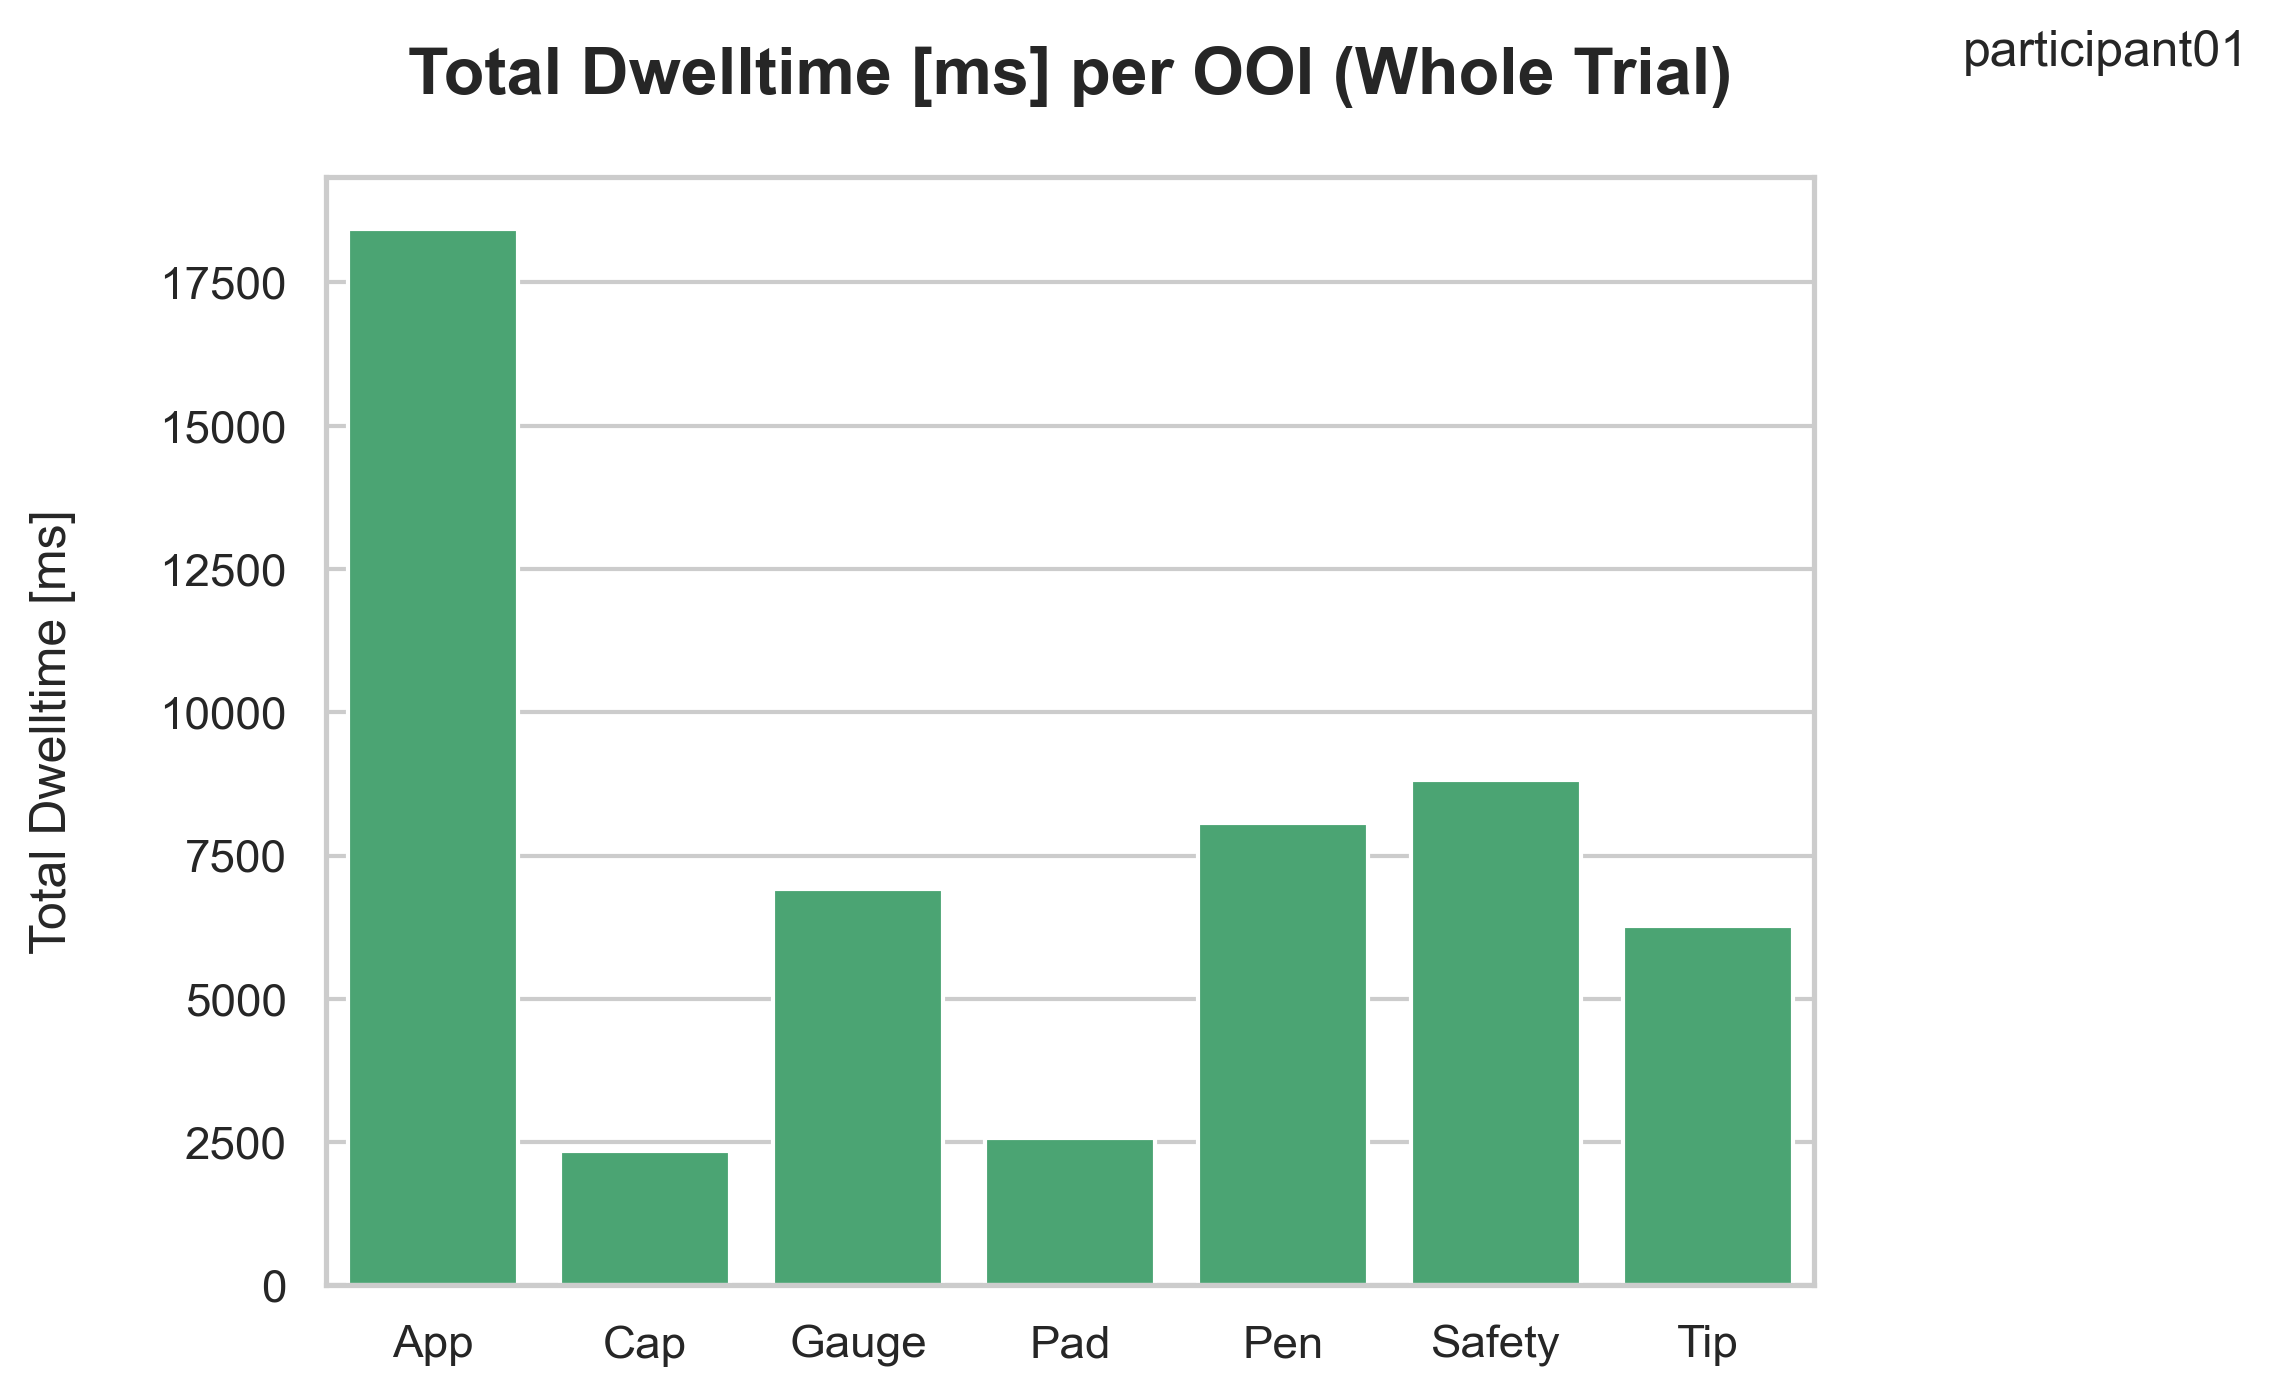 Total Dwelltime [ms] per OOI (Whole Trial)
participant01
Total Dwelltime [ms]
17500
15000
12500
10000
7500
5000
2500
0
App Cap Gauge Pad Pen Safety Tip